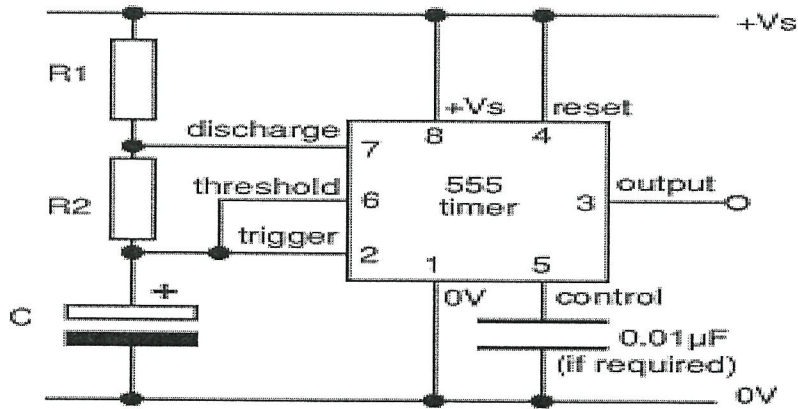 +Vs
R1
+Vs
reset
discharge
8
4
7
threshold
555
timer
output
R2
6
3
trigger
2
1
5
+
0V
control
C
0.01µF
(if required)
0V